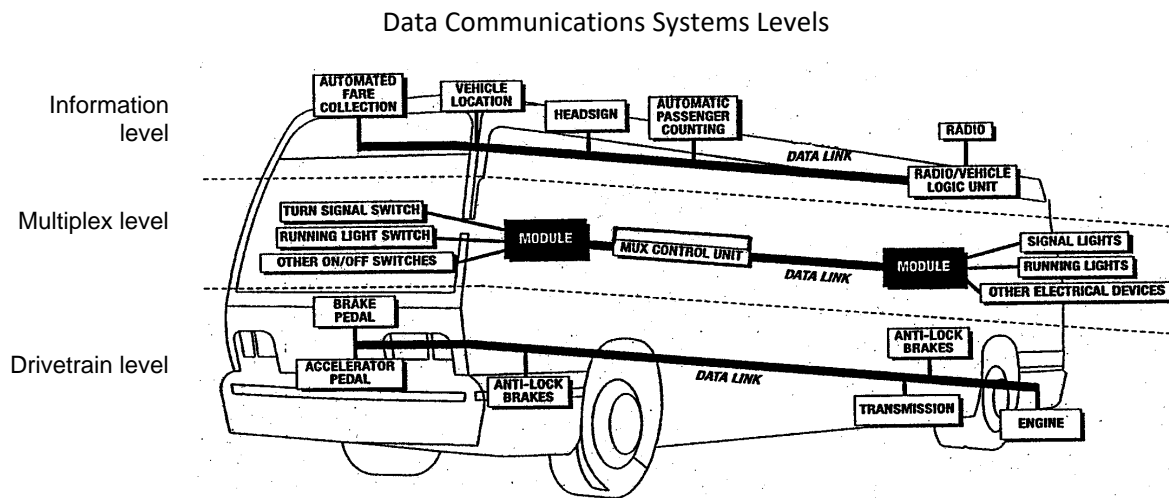 Data Communications Systems Levels
Information
level
AUTOMATED
FARE
COLLECTION
VEHICLE
LOCATION
HEADSIGN
AUTOMATIC
PASSENGER
COUNTING
RADIO
DATA LINK
RADIO/VEHICLE
LOGIC UNIT
Multiplex level
TURN SIGNAL SWITCH
RUNNING LIGHT SWITCH
OTHER ON/OFF SWITCHES
MODULE
MUX CONTROL UNIT
DATA LINK
MODULE
SIGNAL LIGHTS
RUNNING LIGHTS
OTHER ELECTRICAL DEVICES
Drivetrain level
BRAKE
PEDAL
ACCELERATOR
PEDAL
ANTI-LOCK
BRAKES
DATA LINK
ANTI-LOCK
BRAKES
TRANSMISSION
ENGINE